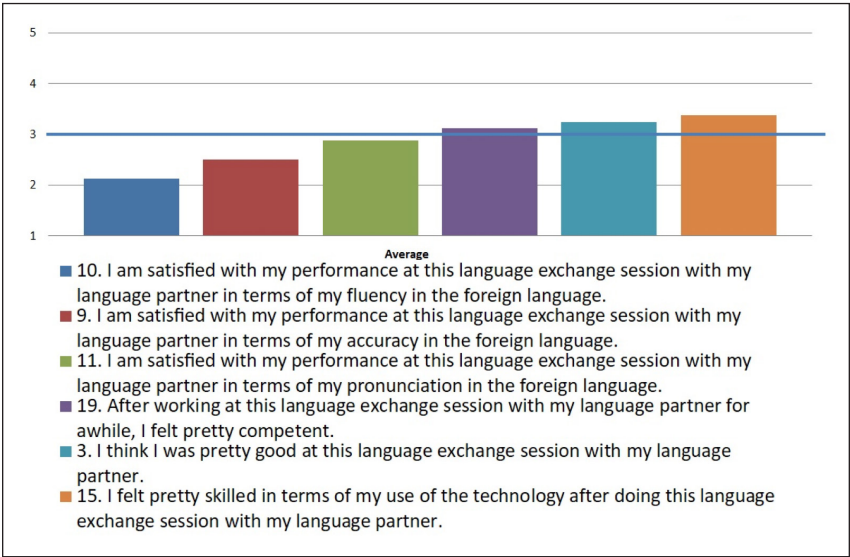 5
4
3
2
1
Average
10. I am satisfied with my performance at this language exchange session with my
language partner in terms of my fluency in the foreign language.
9. I am satisfied with my performance at this language exchange session with my
language partner in terms of my accuracy in the foreign language.
11. I am satisfied with my performance at this language exchange session with my
language partner in terms of my pronunciation in the foreign language.
19. After working at this language exchange session with my language partner for
awhile, I felt pretty competent.
3. I think I was pretty good at this language exchange session with my language
partner.
15. I felt pretty skilled in terms of my use of the technology after doing this language
exchange session with my language partner.